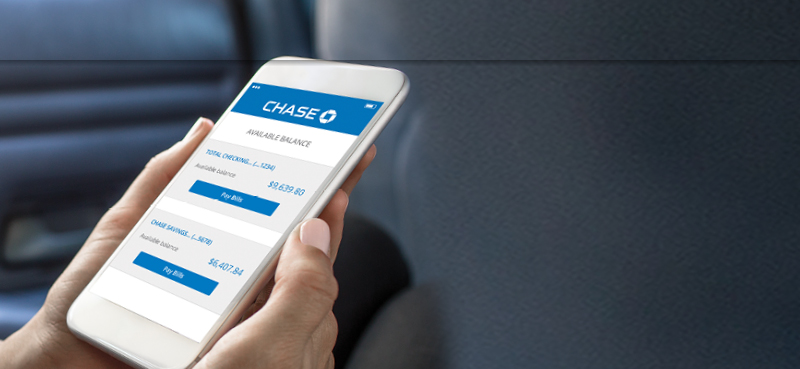 CHASE
AVAILABLE BALANCE
TOTAL CHECKING... (...1234)
Available balance
$9,639.80
Pay Bills
CHASE SAVINGS... (...5678)
Available balance
$6,407.84
Pay Bills